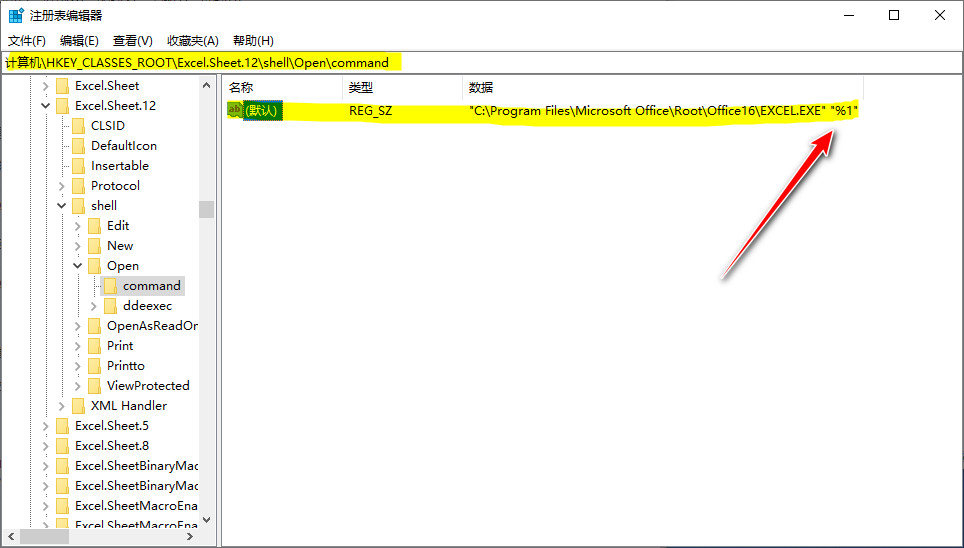 注册表编辑器
文件(F) 编辑(E) 查看(V) 收藏夹(A) 帮助(H)
计算机\HKEY_CLASSES_ROOT\Excel.Sheet.12\shell\Open\command
Excel.Sheet
Excel.Sheet.12
CLSID
DefaultIcon
Insertable
Protocol
shell
Edit
New
Open
command
ddeexec
OpenAsReadOn
Print
Printto
ViewProtected
XML Handler
Excel.Sheet.5
Excel.Sheet.8
Excel.SheetBinaryMac
Excel.SheetBinaryMac
Excel.SheetMacroEna
Excel.SheetMacroEna
名称 类型 数据
ab (默认) REG_SZ "C:\Program Files\Microsoft Office\Root\Office16\EXCEL.EXE" "%1"